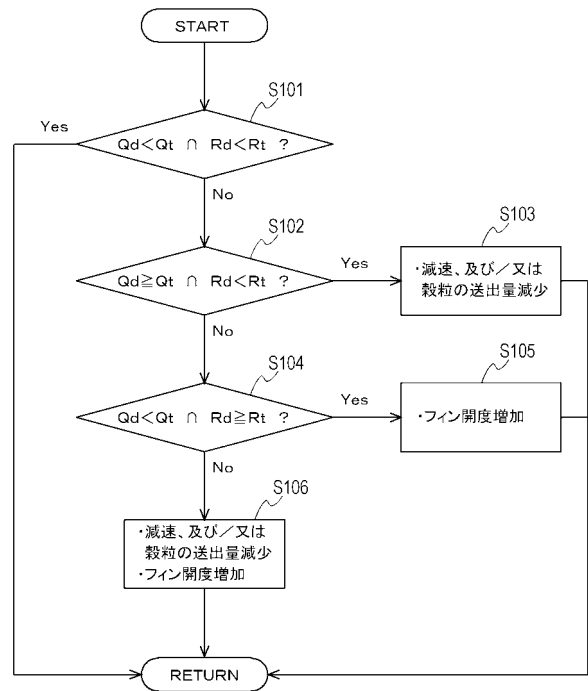 START
S101
Yes
Qd<Qt ∩ Rd<Rt ?
No
S102
Qd≧Qt ∩ Rd<Rt ?
Yes
S103
・減速、及び/又は
穀粒の送出量減少
No
S104
Qd<Qt ∩ Rd≧Rt ?
Yes
S105
・フィン開度増加
No
S106
・減速、及び/又は
穀粒の送出量減少
・フィン開度増加
RETURN